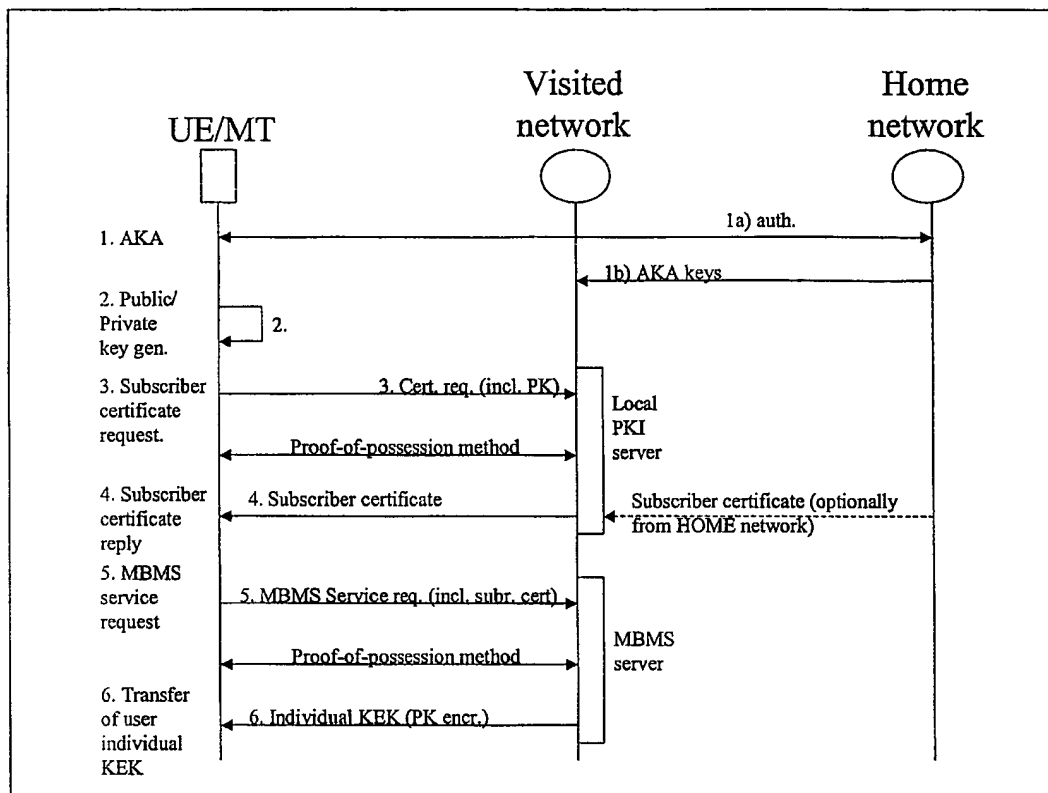 UE/MT
Visited
network
Home
network
1. AKA
1a) auth.
1b) AKA keys
2. Public/
Private
key gen.
2.
3. Subscriber
certificate
request.
3. Cert. req. (incl. PK)
Local
PKI
server
Proof-of-possession method
4. Subscriber
certificate
reply
4. Subscriber certificate
Subscriber certificate (optionally
from HOME network)
5. MBMS
service
request
5. MBMS Service req. (incl. subr. cert)
MBMS
server
Proof-of-possession method
6. Transfer
of user
individual
KEK
6. Individual KEK (PK encr.)